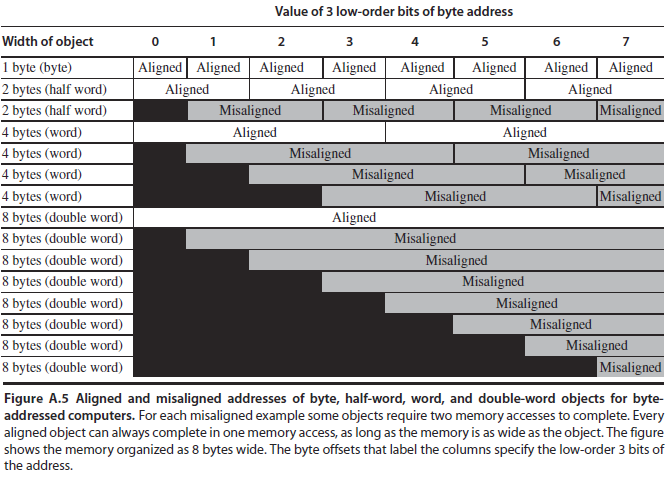 Value of 3 low-order bits of byte address
Width of object 0 1 2 3 4 5 6 7
1 byte (byte) Aligned Aligned Aligned Aligned Aligned Aligned Aligned Aligned
2 bytes (half word) Aligned Aligned Aligned Aligned
2 bytes (half word) Misaligned Misaligned Misaligned Misaligned
4 bytes (word) Aligned Aligned
4 bytes (word) Misaligned Misaligned
4 bytes (word) Misaligned Misaligned
4 bytes (word) Misaligned Misaligned
8 bytes (double word) Aligned
8 bytes (double word) Misaligned
8 bytes (double word) Misaligned
8 bytes (double word) Misaligned
8 bytes (double word) Misaligned
8 bytes (double word) Misaligned
8 bytes (double word) Misaligned
8 bytes (double word) Misaligned
Figure A.5 Aligned and misaligned addresses of byte, half-word, word, and double-word objects for byte-
addressed computers. For each misaligned example some objects require two memory accesses to complete. Every
aligned object can always complete in one memory access, as long as the memory is as wide as the object. The figure
shows the memory organized as 8 bytes wide. The byte offsets that label the columns specify the low-order 3 bits of
the address.